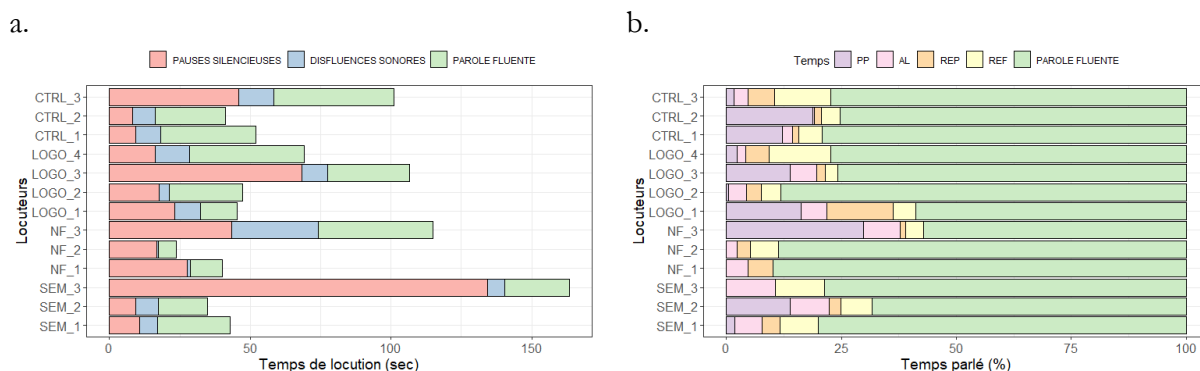 a.
PAUSES SILENCIEUSES DISFLUENCES SONORES PAROLE FLUENTE
Locuteurs
CTRL_3
CTRL_2
CTRL_1
LOGO_4
LOGO_3
LOGO_2
LOGO_1
NF_3
NF_2
NF_1
SEM_3
SEM_2
SEM_1
0 50 100 150
Temps de locution (sec)
b.
Temps PP AL REP REF PAROLE FLUENTE
Locuteurs
CTRL_3
CTRL_2
CTRL_1
LOGO_4
LOGO_3
LOGO_2
LOGO_1
NF_3
NF_2
NF_1
SEM_3
SEM_2
SEM_1
0 25 50 75 100
Temps parlé (%)